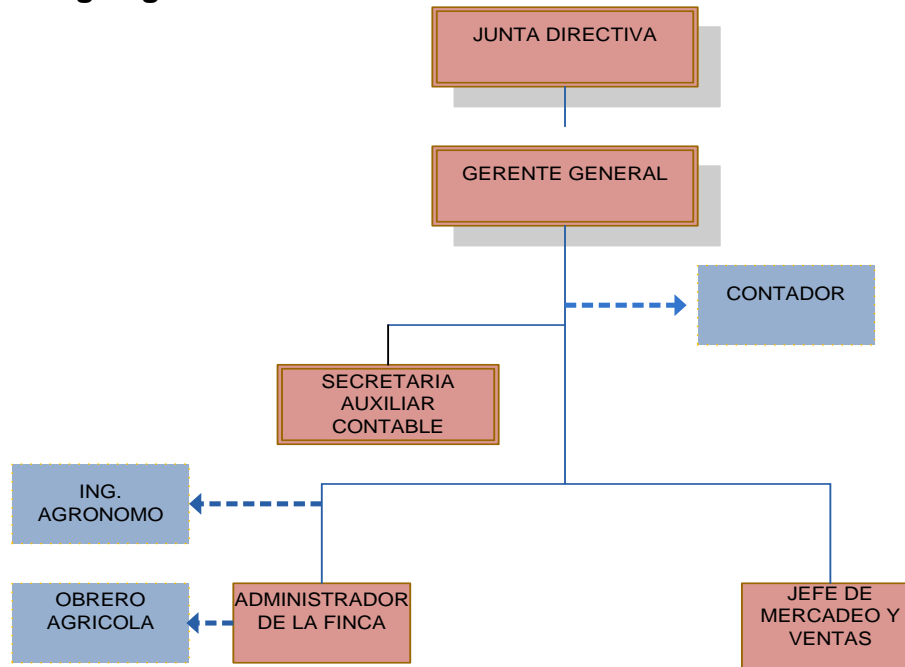 JUNTA DIRECTIVA
GERENTE GENERAL
CONTADOR
SECRETARIA
AUXILIAR
CONTABLE
ING.
AGRONOMO
OBRERO
AGRICOLA
ADMINISTRADOR
DE LA FINCA
JEFE DE
MERCADEO Y
VENTAS